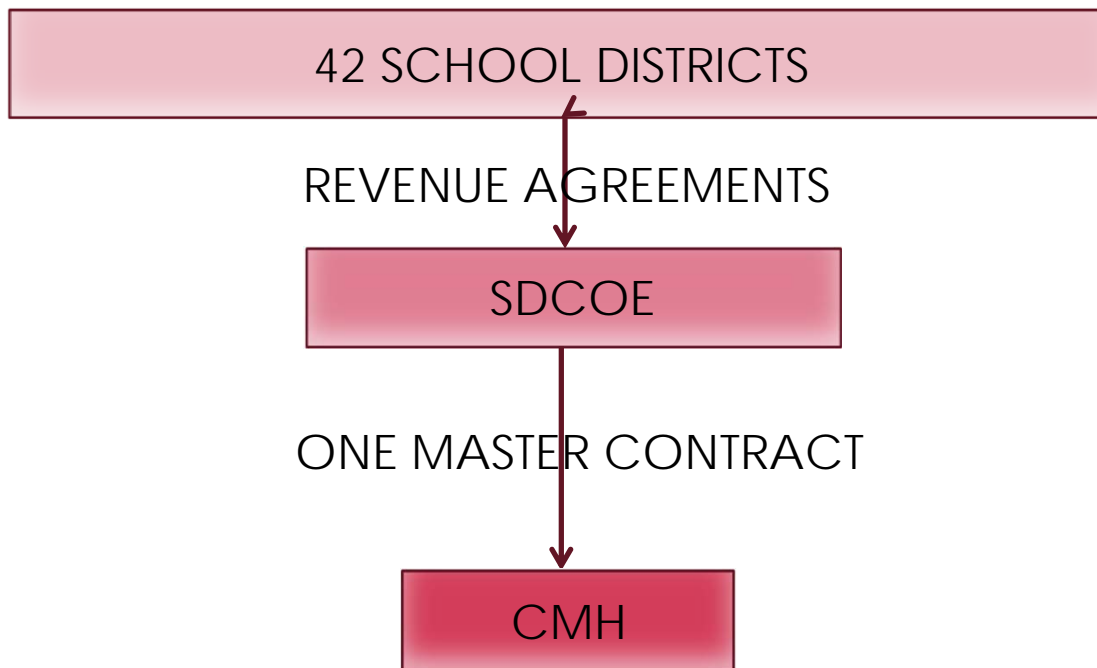 42 SCHOOL DISTRICTS
REVENUE AGREEMENTS
SDCOE
ONE MASTER CONTRACT
CMH